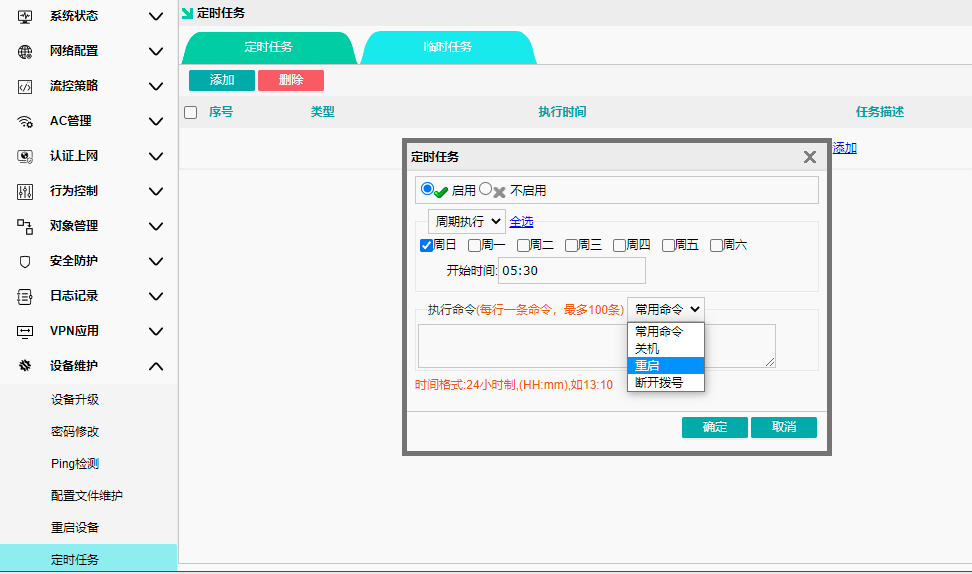 系统状态
网络配置
流控策略
AC管理
认证上网
行为控制
对象管理
安全防护
日志记录
VPN应用
设备维护
设备升级
密码修改
Ping检测
配置文件维护
重启设备
定时任务
定时任务
定时任务 临时任务
添加 删除
序号 类型 执行时间 任务描述
添加
定时任务
启用 不启用
周期执行 全选
周日 周一 周二 周三 周四 周五 周六
开始时间: 05:30
执行命令(每行一条命令，最多100条) 常用命令
常用命令
关机
重启
断开拨号
时间格式:24小时制,(HH:mm),如13:10
确定 取消